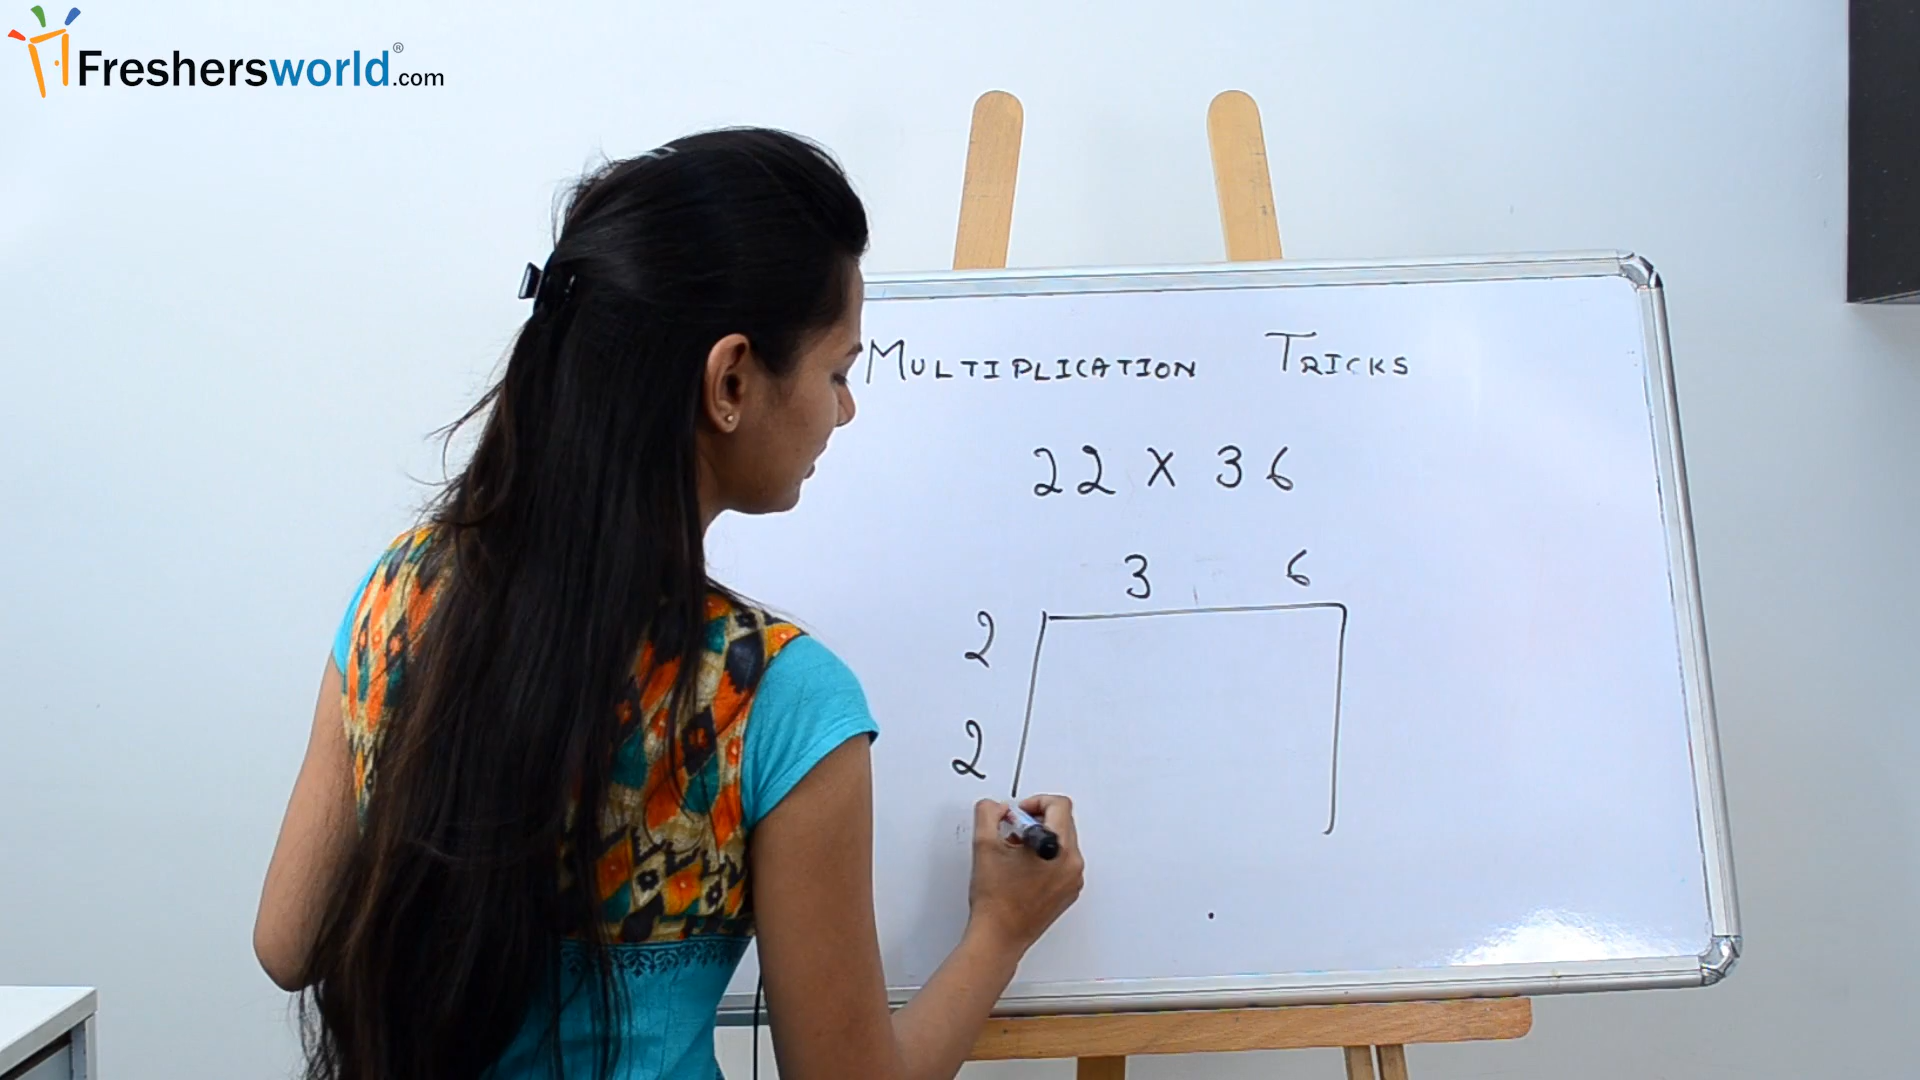 Freshersworld.com®
MULTIPLICATION TRICKS
22 X 36
3 6
2
2